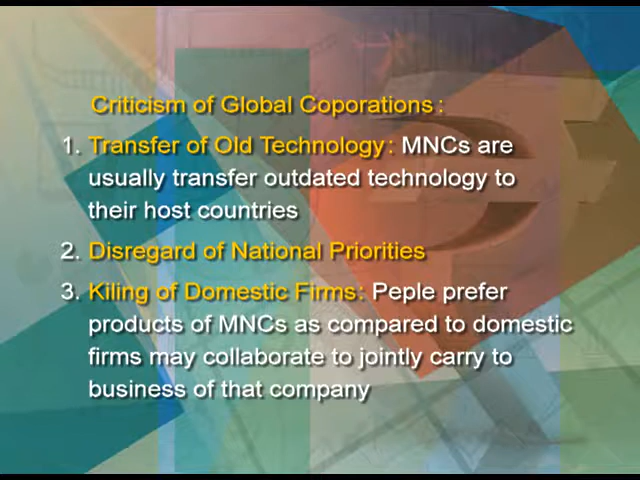 Criticism of Global Coporations :
1. Transfer of Old Technology : MNCs are
usually transfer outdated technology to
their host countries
2. Disregard of National Priorities
3. Kiling of Domestic Firms : Peple prefer
products of MNCs as compared to domestic
firms may collaborate to jointly carry to
business of that company